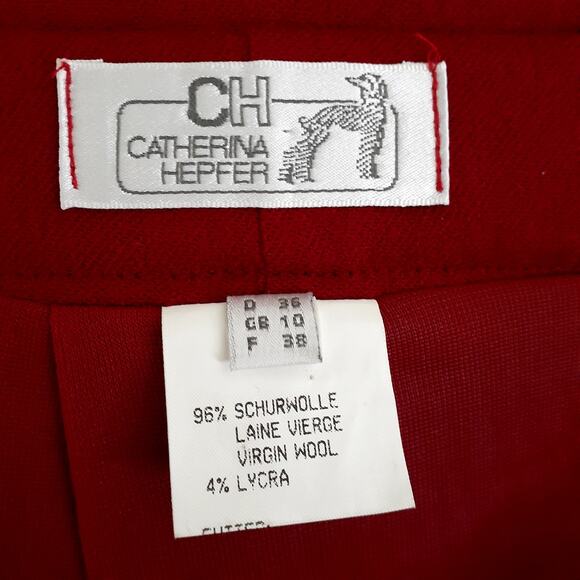 CH
CATHERINA
HEPFER
D 36
GB 10
F 38
96% SCHURWOLLE
LAINE VIERGE
VIRGIN WOOL
4% LYCRA